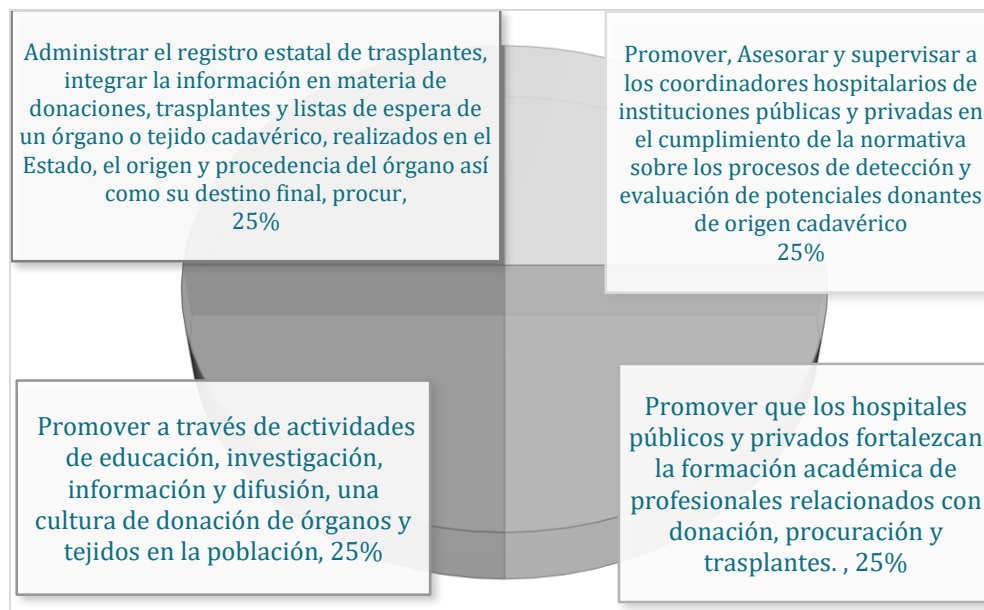 Administrar el registro estatal de trasplantes,
integrar la información en materia de
donaciones, trasplantes y listas de espera de
un órgano o tejido cadavérico, realizados en el
Estado, el origen y procedencia del órgano así
como su destino final, procur,
25%
Promover, Asesorar y supervisar a
los coordinadores hospitalarios de
instituciones públicas y privadas en
el cumplimiento de la normativa
sobre los procesos de detección y
evaluación de potenciales donantes
de origen cadavérico
25%
Promover a través de actividades
de educación, investigación,
información y difusión, una
cultura de donación de órganos y
tejidos en la población, 25%
Promover que los hospitales
públicos y privados fortalezcan
la formación académica de
profesionales relacionados con
donación, procuración y
trasplantes. , 25%